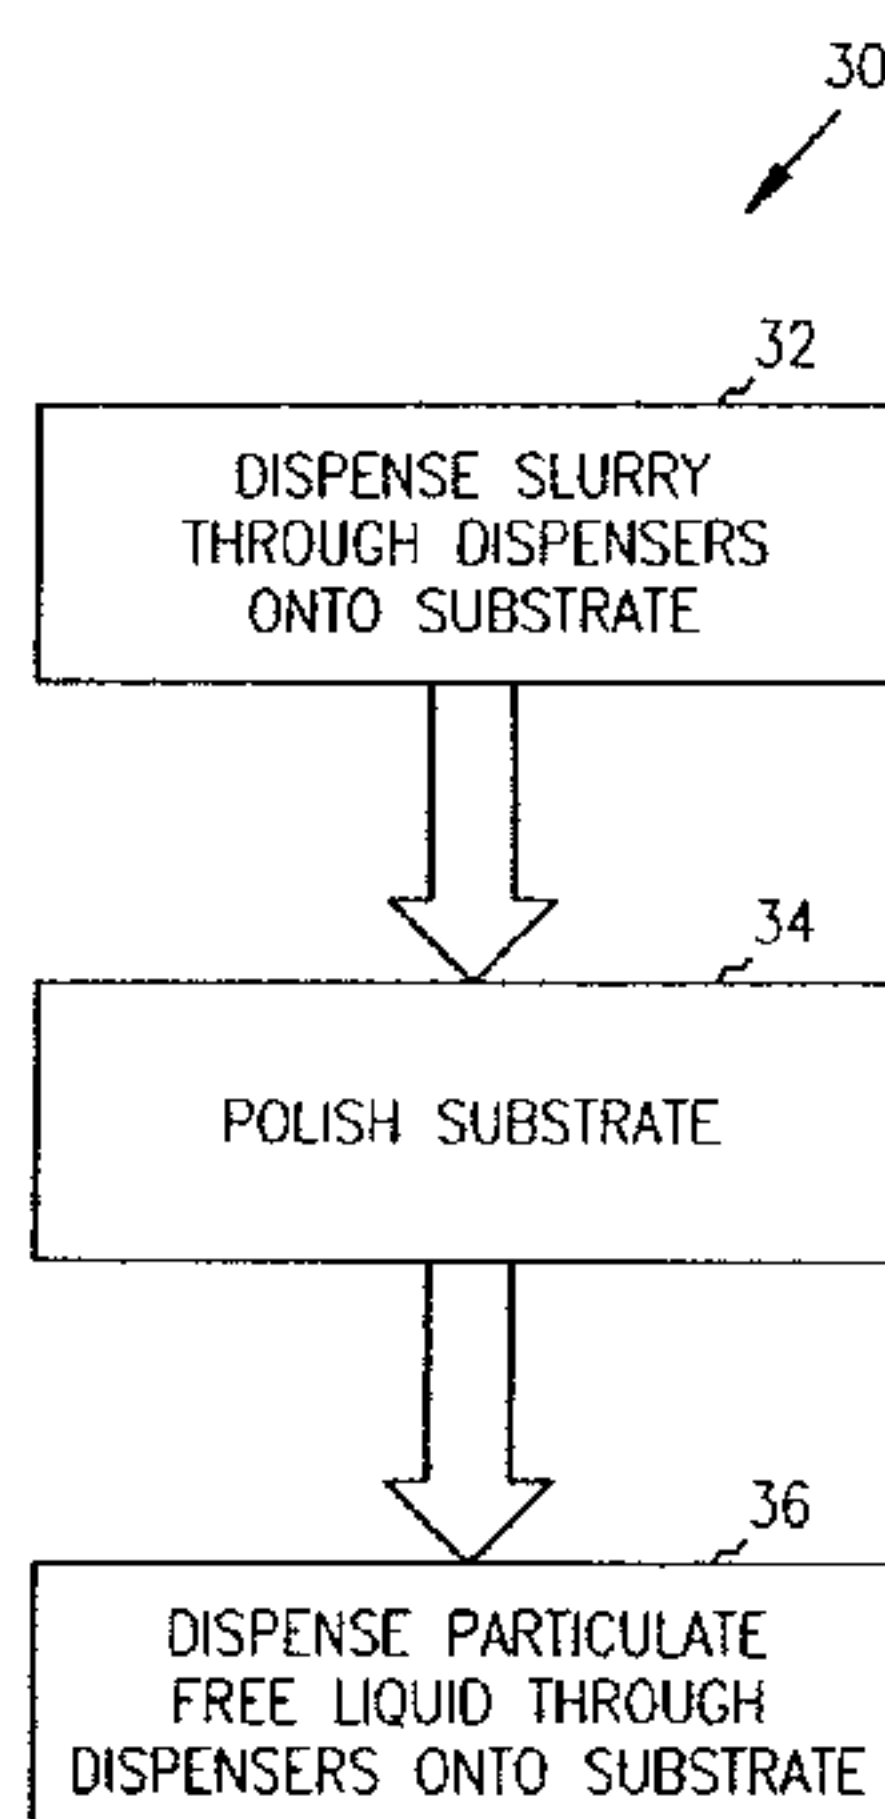 30
32
DISPENSE SLURRY
THROUGH DISPENSERS
ONTO SUBSTRATE
34
POLISH SUBSTRATE
36
DISPENSE PARTICULATE
FREE LIQUID THROUGH
DISPENSERS ONTO SUBSTRATE